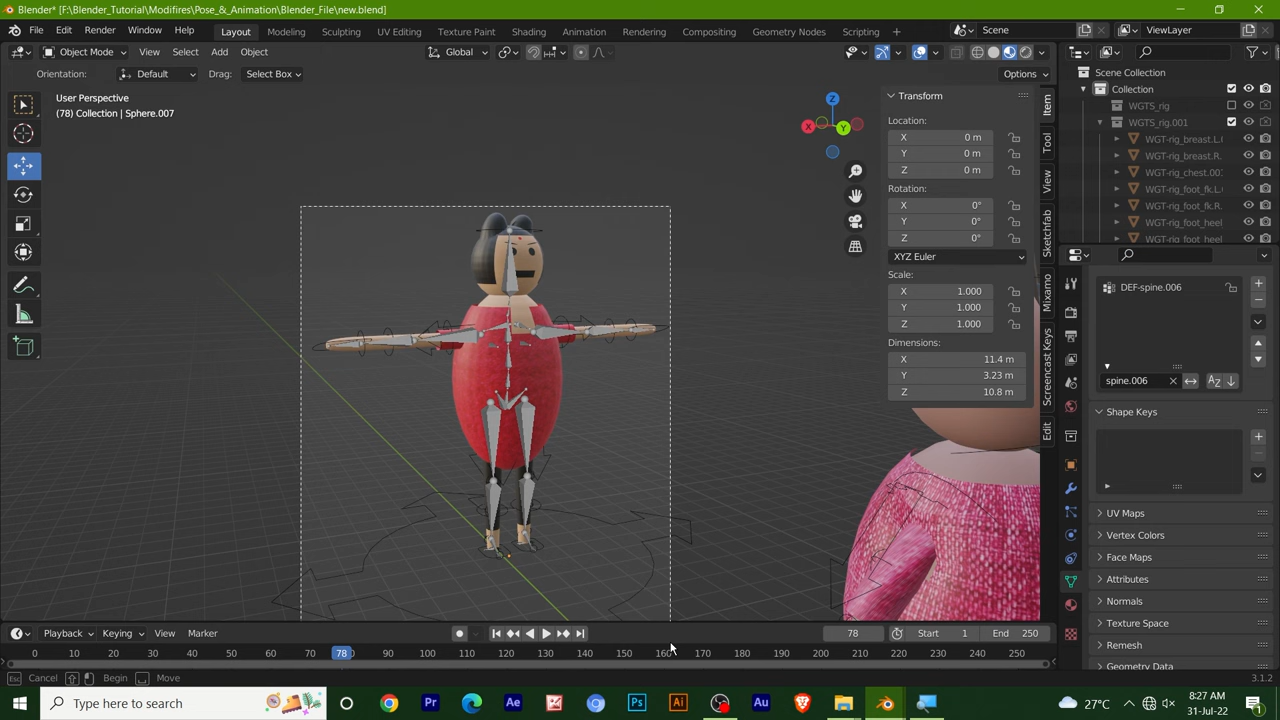 Blender* [F:\Blender_Tutorial\Modifires\Pose_&_Animation\Blender_File\new.blend]
File Edit Render Window Help Layout Modeling Sculpting UV Editing Texture Paint Shading Animation Rendering Compositing Geometry Nodes Scripting + Scene ViewLayer
Object Mode View Select Add Object Global
Orientation: Default Drag: Select Box Options
User Perspective
(78) Collection | Sphere.007
Z
X
Y
Transform
Location:
X 0 m
Y 0 m
Z 0 m
Rotation:
X 0°
Y 0°
Z 0°
XYZ Euler
Scale:
X 1.000
Y 1.000
Z 1.000
Dimensions:
X 11.4 m
Y 3.23 m
Z 10.8 m
Item
Tool
View
Sketchfab
Mixamo
Screencast Keys
Edit
Scene Collection
Collection
WGTS_rig
WGTS_rig.001
WGT-rig_breast.L.
WGT-rig_breast.R.
WGT-rig_chest.00
WGT-rig_foot_fk.L
WGT-rig_foot_fk.R.
WGT-rig_foot_heel
WGT-rig_foot_heel
DEF-spine.006
spine.006
Shape Keys
UV Maps
Vertex Colors
Face Maps
Attributes
Normals
Texture Space
Remesh
Geometry Data
Playback Keying View Marker 78 Start 1 End 250
0 70 78 90 100 110 120 130 140 150 160 170 180 190 200 210 220 230 240 250
Esc Cancel Begin Move 3.1.2
Type here to search
Pr Ae Ps Ai Au
27°C
8:27 AM
31-Jul-22